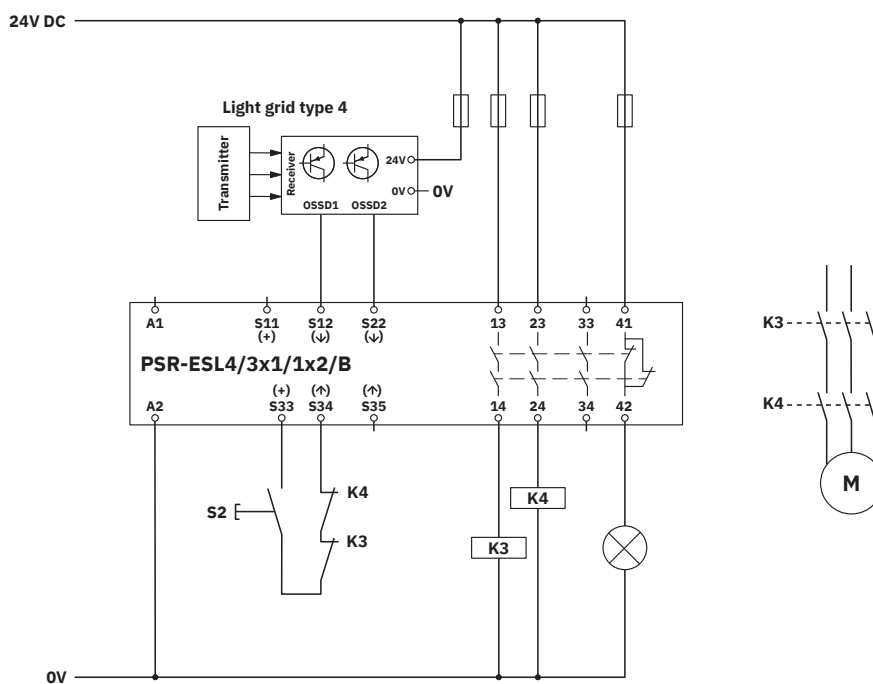 24V DC
Light grid type 4
Transmitter
Receiver
24V
0V
0V
OSSD1 OSSD2
A1 S11 S12 S22 13 23 33 41
(+) (↓) (↓)
PSR-ESL4/3x1/1x2/B
(+) (↑) (↑)
A2 S33 S34 S35 14 24 34 42
K3
K4
M
S2
K4
K3
K4
K3
0V